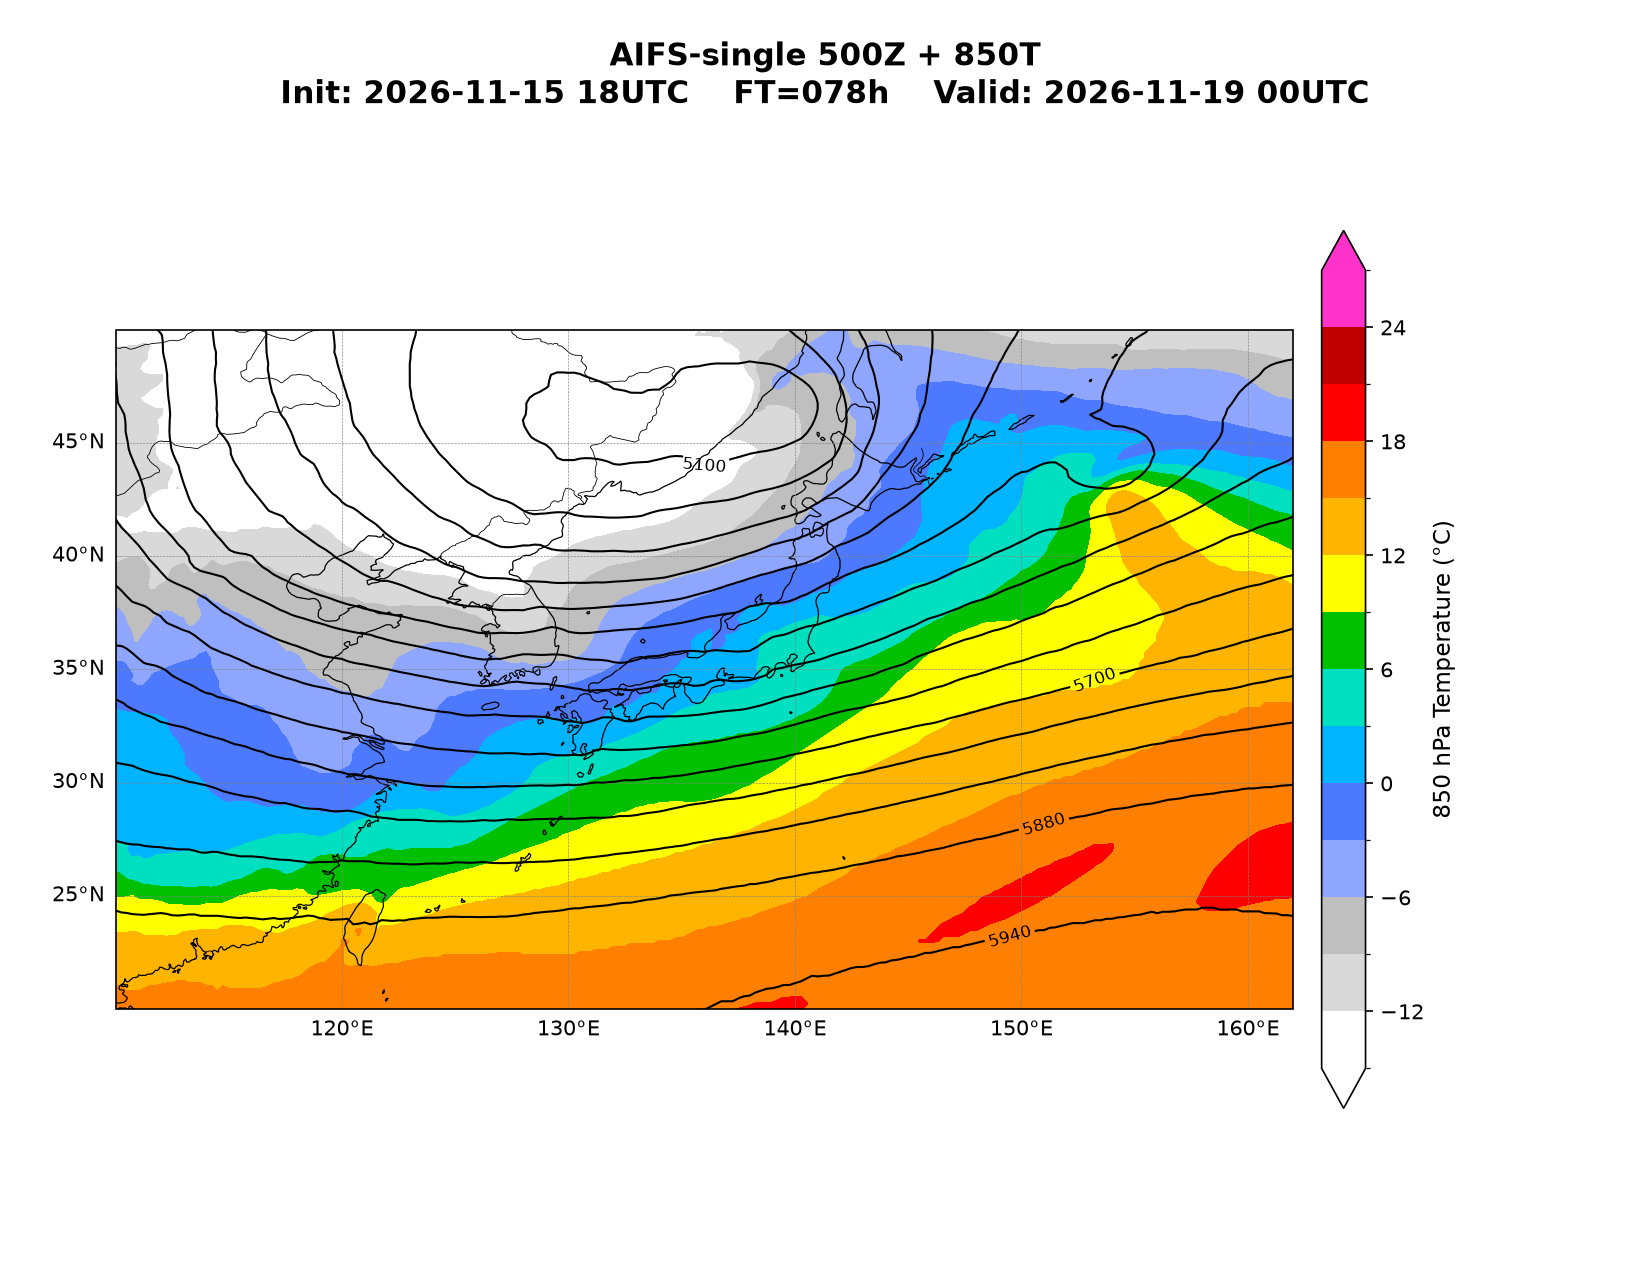 AIFS-single 500Z + 850T
Init: 2026-11-15 18UTC    FT=078h    Valid: 2026-11-19 00UTC
24
18
12
6
0
−6
−12
850 hPa Temperature (°C)
45°N
40°N
35°N
30°N
25°N
5100
5700
5880
5940
120°E
130°E
140°E
150°E
160°E